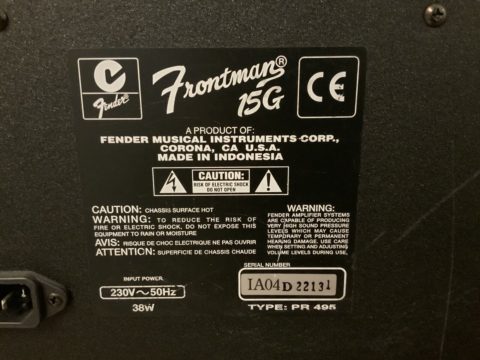 Fender
Frontman®
15G
CE
A PRODUCT OF:
FENDER MUSICAL INSTRUMENTS CORP.,
CORONA, CA U.S.A.
MADE IN INDONESIA
CAUTION:
RISK OF ELECTRIC SHOCK
DO NOT OPEN
CAUTION: CHASSIS SURFACE HOT
WARNING: TO REDUCE THE RISK OF
FIRE OR ELECTRIC SHOCK, DO NOT EXPOSE THIS
EQUIPMENT TO RAIN OR MOISTURE
AVIS: RISQUE DE CHOC ELECTRIQUE NE PAS OUVRIR
ATTENTION: SUPERFICIE DE CHASSIS CHAUDE
WARNING:
FENDER AMPLIFIER SYSTEMS
ARE CAPABLE OF PRODUCING
VERY HIGH SOUND PRESSURE
LEVELS WHICH MAY CAUSE
TEMPORARY OR PERMANENT
HEARING DAMAGE. USE CARE
WHEN SETTING AND ADJUSTING
VOLUME LEVELS DURING USE.
INPUT POWER
230V~50Hz
38W
SERIAL NUMBER
IA04D 22131
TYPE: PR 495